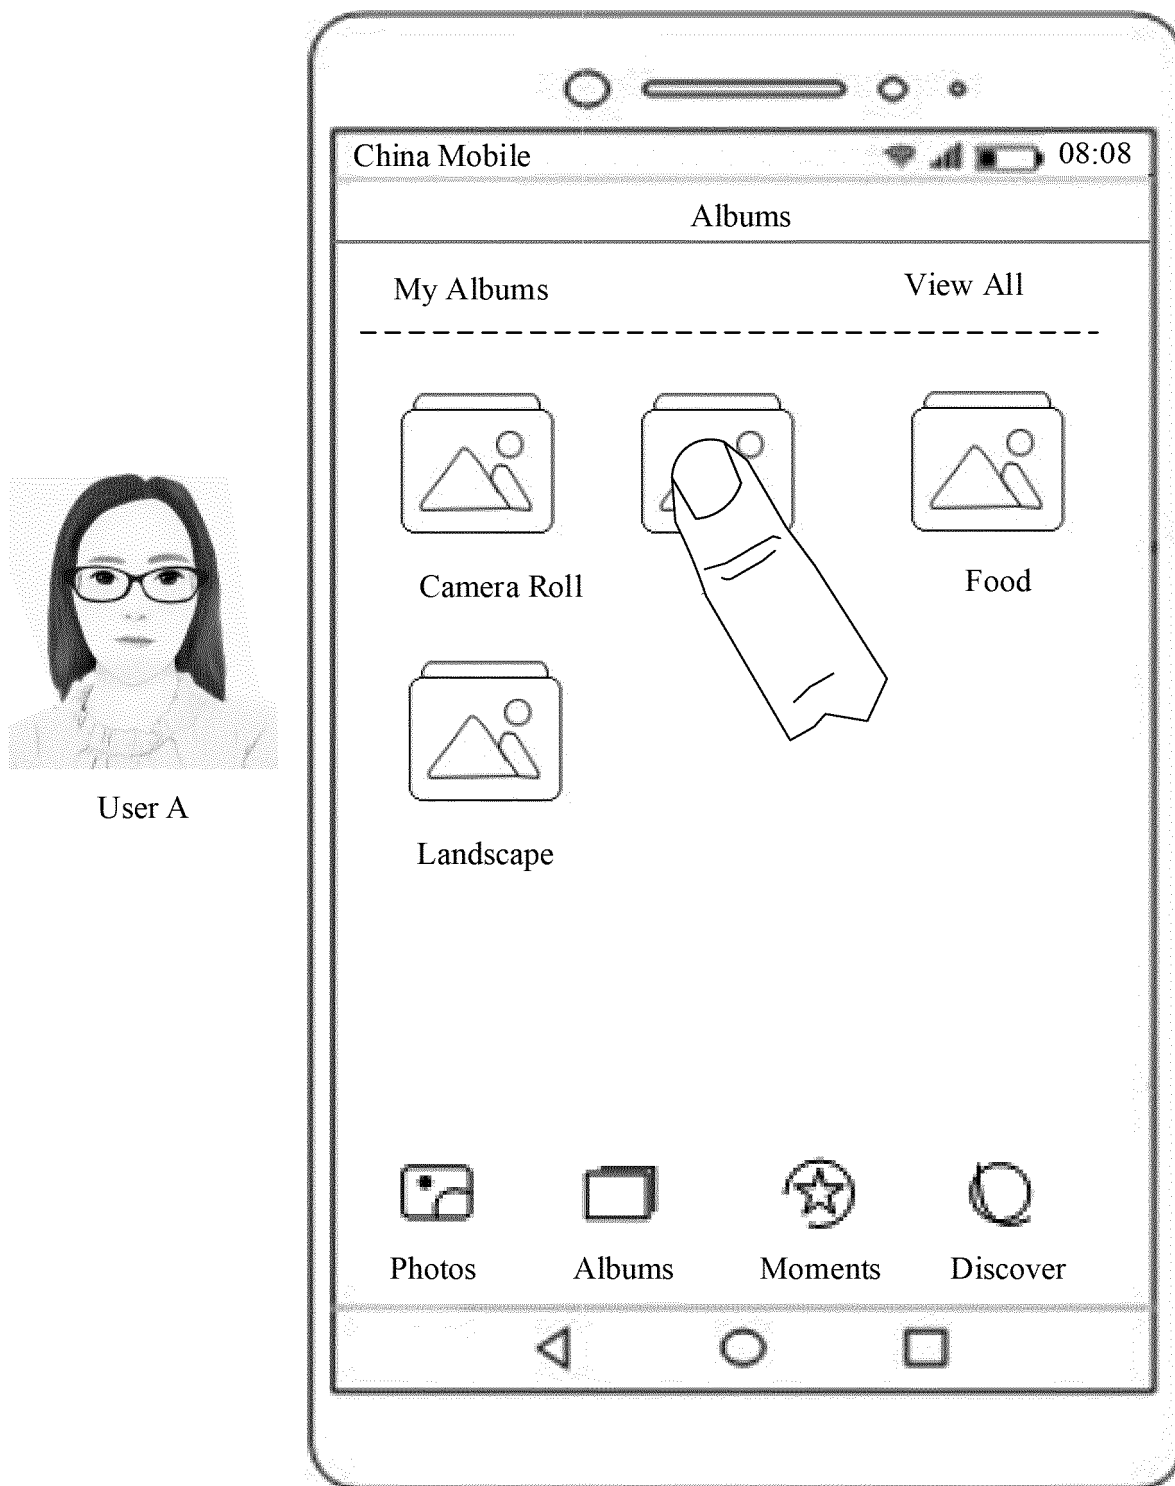 China Mobile 08:08
Albums
My Albums View All
Camera Roll Food
Landscape
User A
Photos Albums Moments Discover